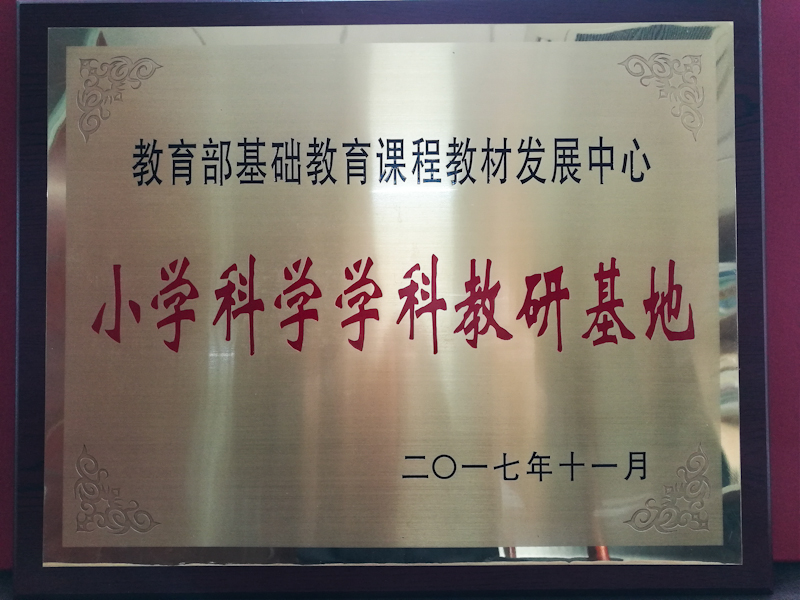 教育部基础教育课程教材发展中心
小学科学学科教研基地
二〇一七年十一月